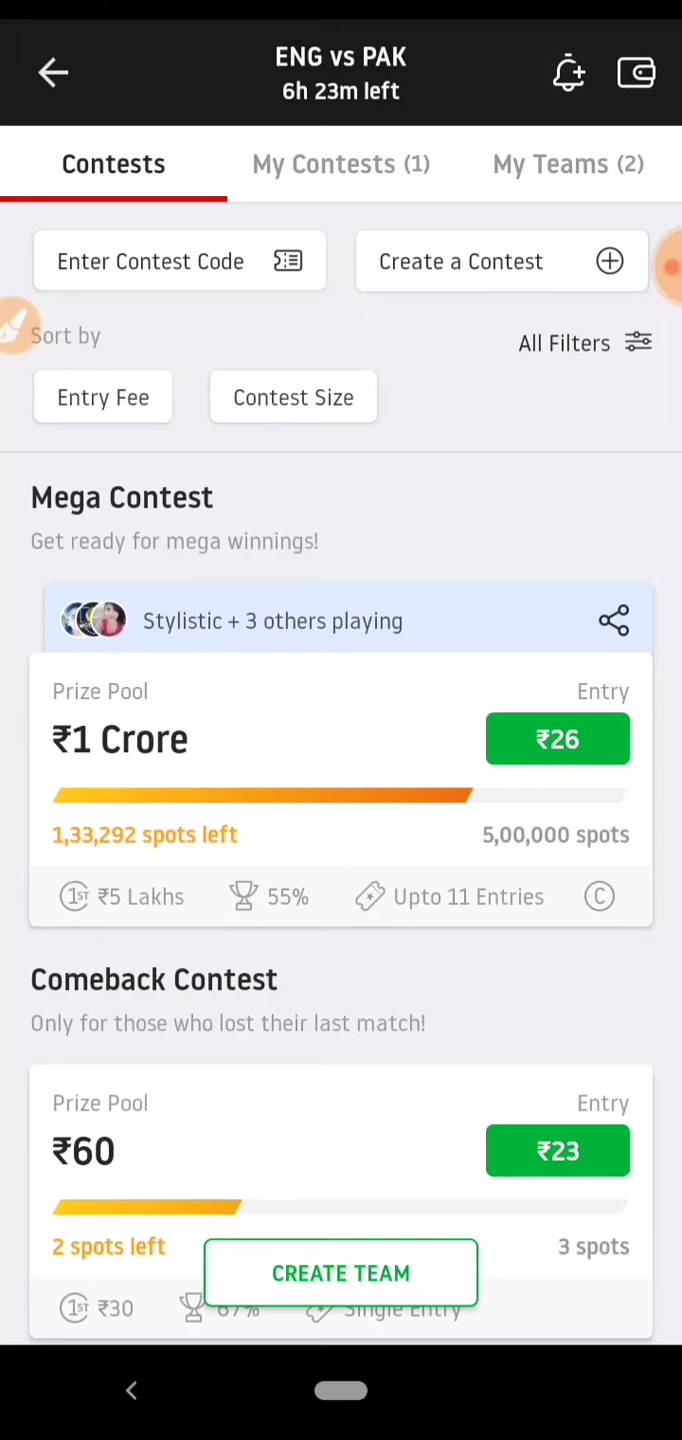 ENG vs PAK
6h 23m left
Contests
My Contests (1)
My Teams (2)
Enter Contest Code
Create a Contest
Sort by
All Filters
Entry Fee
Contest Size
Mega Contest
Get ready for mega winnings!
Stylistic + 3 others playing
Prize Pool
Entry
₹1 Crore
₹26
1,33,292 spots left
5,00,000 spots
1ST ₹5 Lakhs
55%
Upto 11 Entries
C
Comeback Contest
Only for those who lost their last match!
Prize Pool
Entry
₹60
₹23
2 spots left
3 spots
CREATE TEAM
1ST ₹30
67%
Single Entry